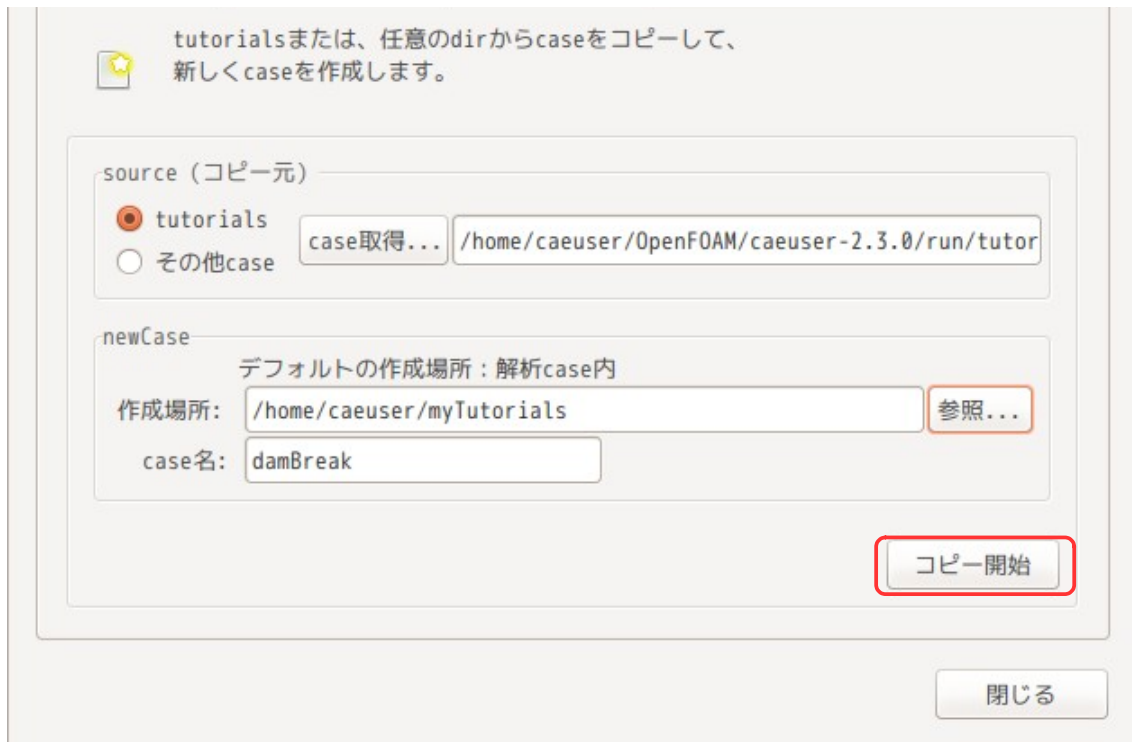 tutorialsまたは、任意のdirからcaseをコピーして、
新しくcaseを作成します。
source (コピー元)
tutorials
その他case
case取得...
/home/caeuser/OpenFOAM/caeuser-2.3.0/run/tutor
newCase
デフォルトの作成場所：解析case内
作成場所:
/home/caeuser/myTutorials
参照...
case名:
damBreak
コピー開始
閉じる